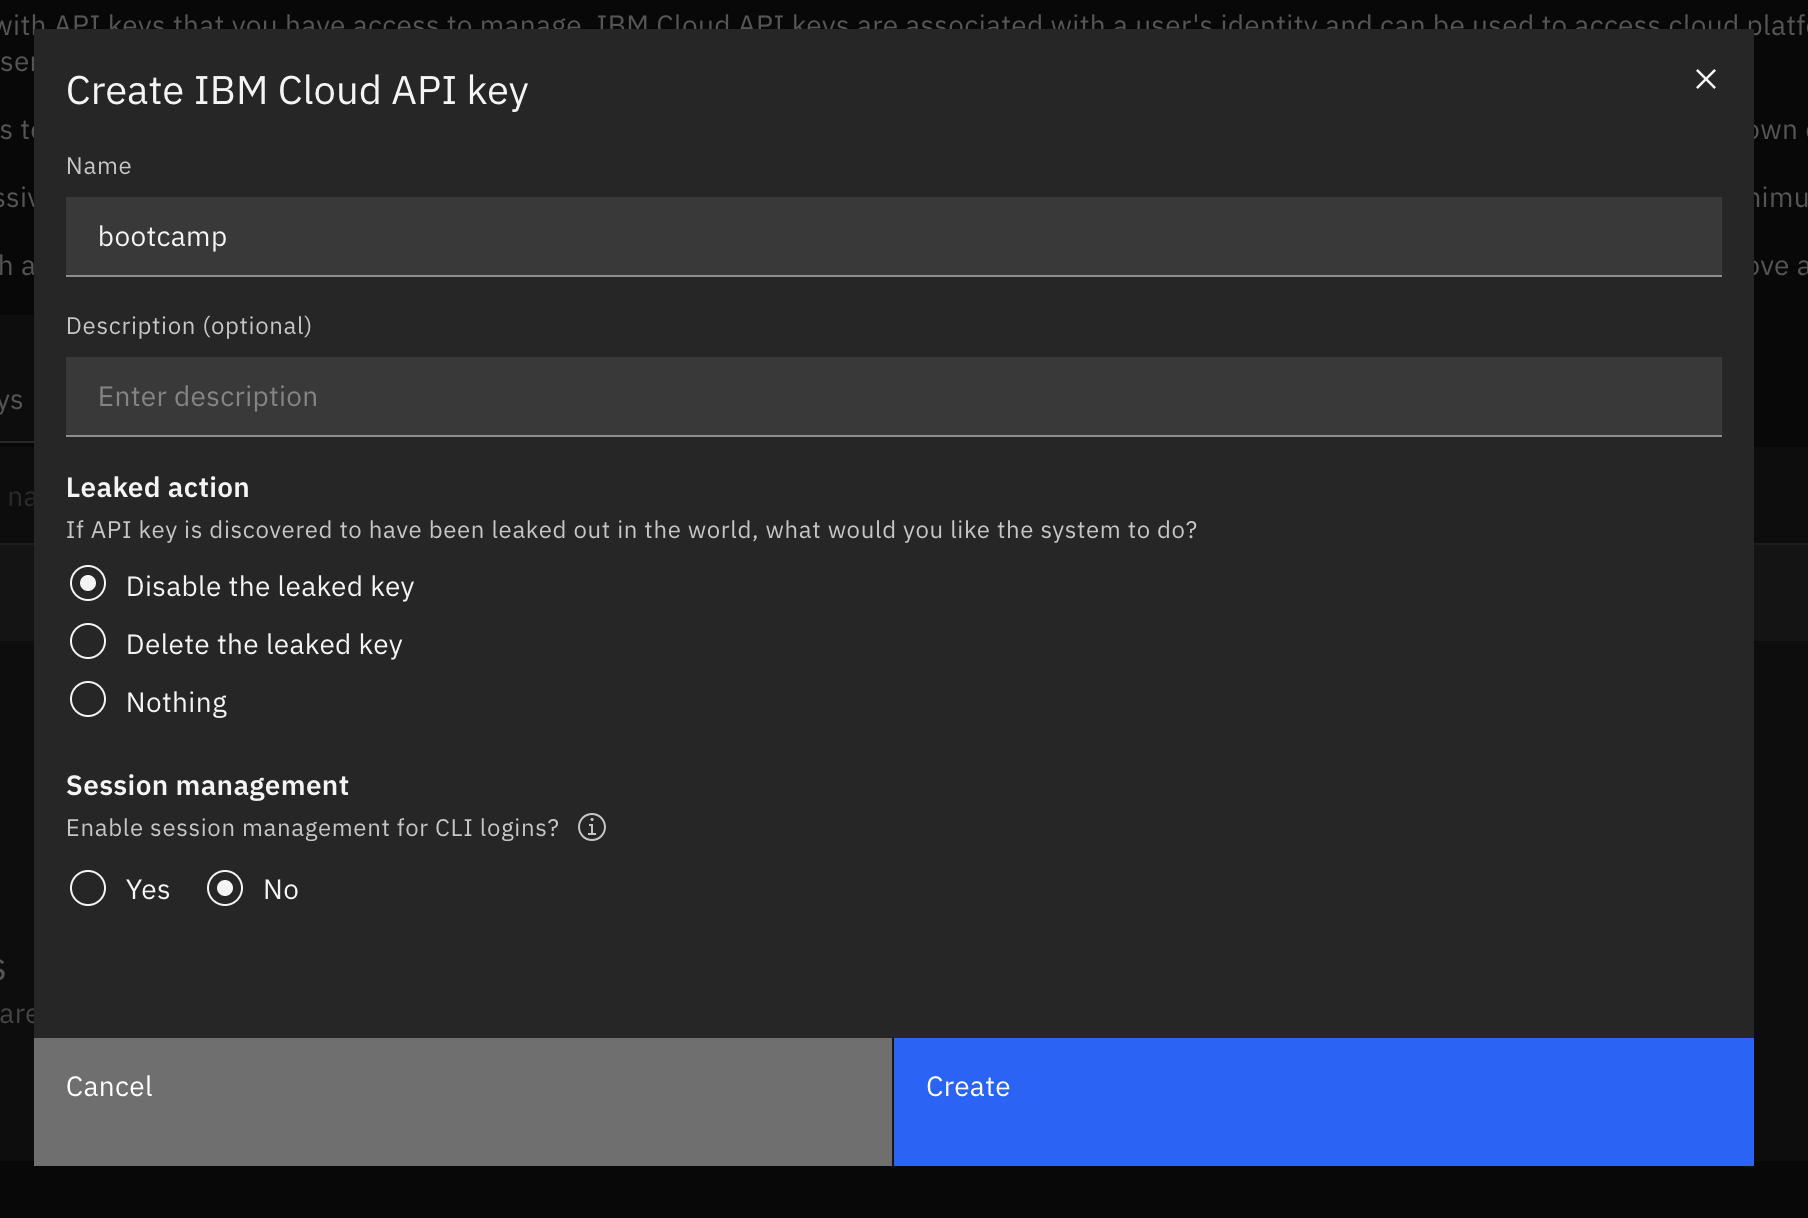 with API keys that you have access to manage. IBM Cloud API keys are associated with a user's identity and can be used to access cloud
Create IBM Cloud API key
Name
bootcamp
Description (optional)
Enter description
Leaked action
If API key is discovered to have been leaked out in the world, what would you like the system to do?
Disable the leaked key
Delete the leaked key
Nothing
Session management
Enable session management for CLI logins?
Yes
No
Cancel
Create